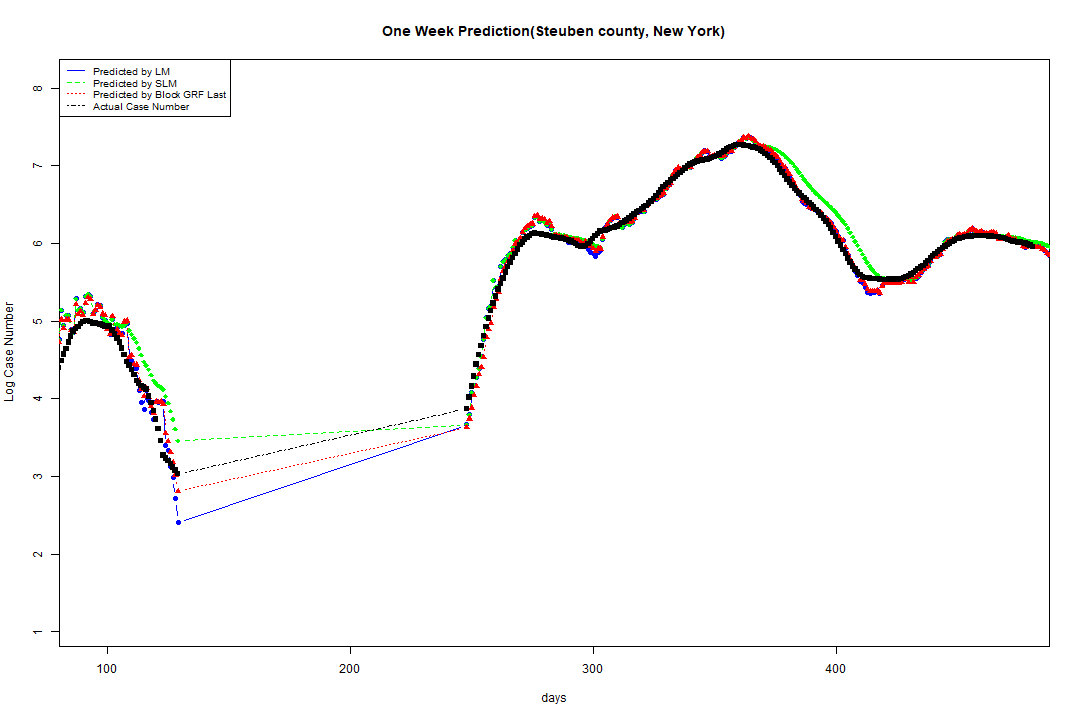 One Week Prediction(Steuben county, New York)
Predicted by LM
Predicted by SLM
Predicted by Block GRF Last
Actual Case Number
8
7
6
5
4
3
2
1
Log Case Number
100 200 300 400
days